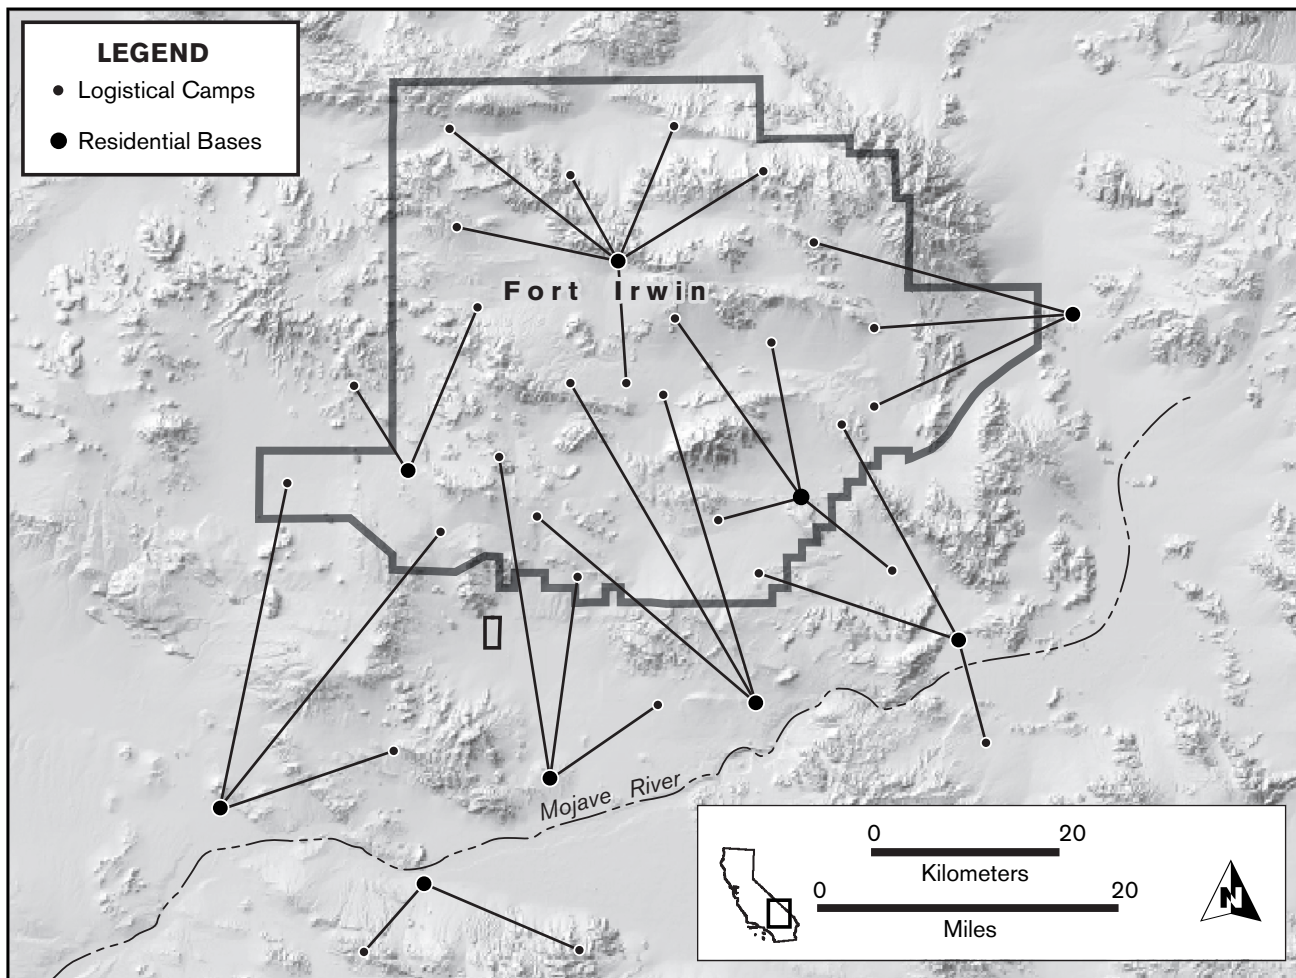 LEGEND
Logistical Camps
Residential Bases
Fort Irwin
Mojave River
0 20
Kilometers
0 20
Miles
N